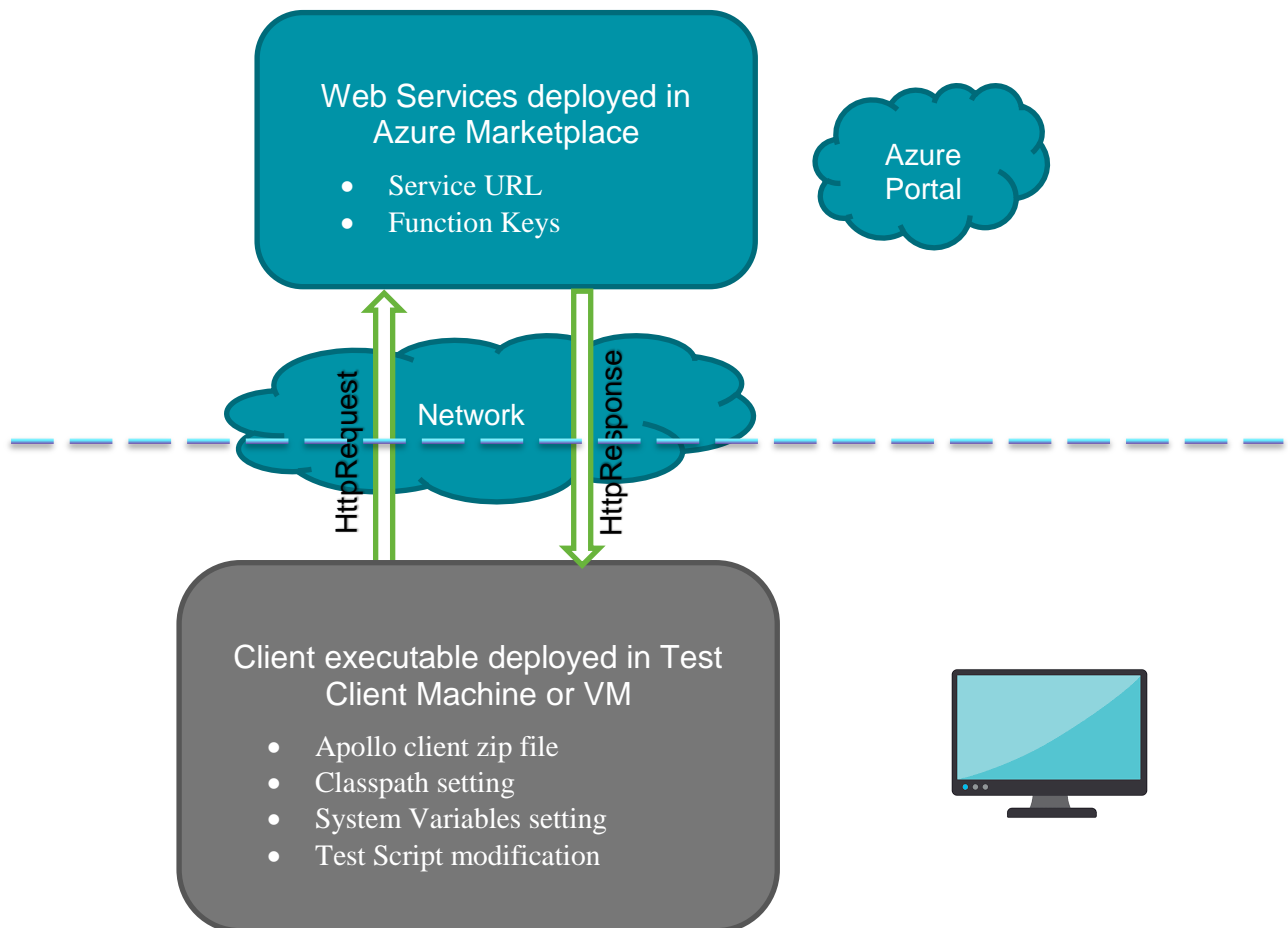 Web Services deployed in
Azure Marketplace
• Service URL
• Function Keys
Azure
Portal
HttpRequest
Network
HttpResponse
Client executable deployed in Test
Client Machine or VM
• Apollo client zip file
• Classpath setting
• System Variables setting
• Test Script modification